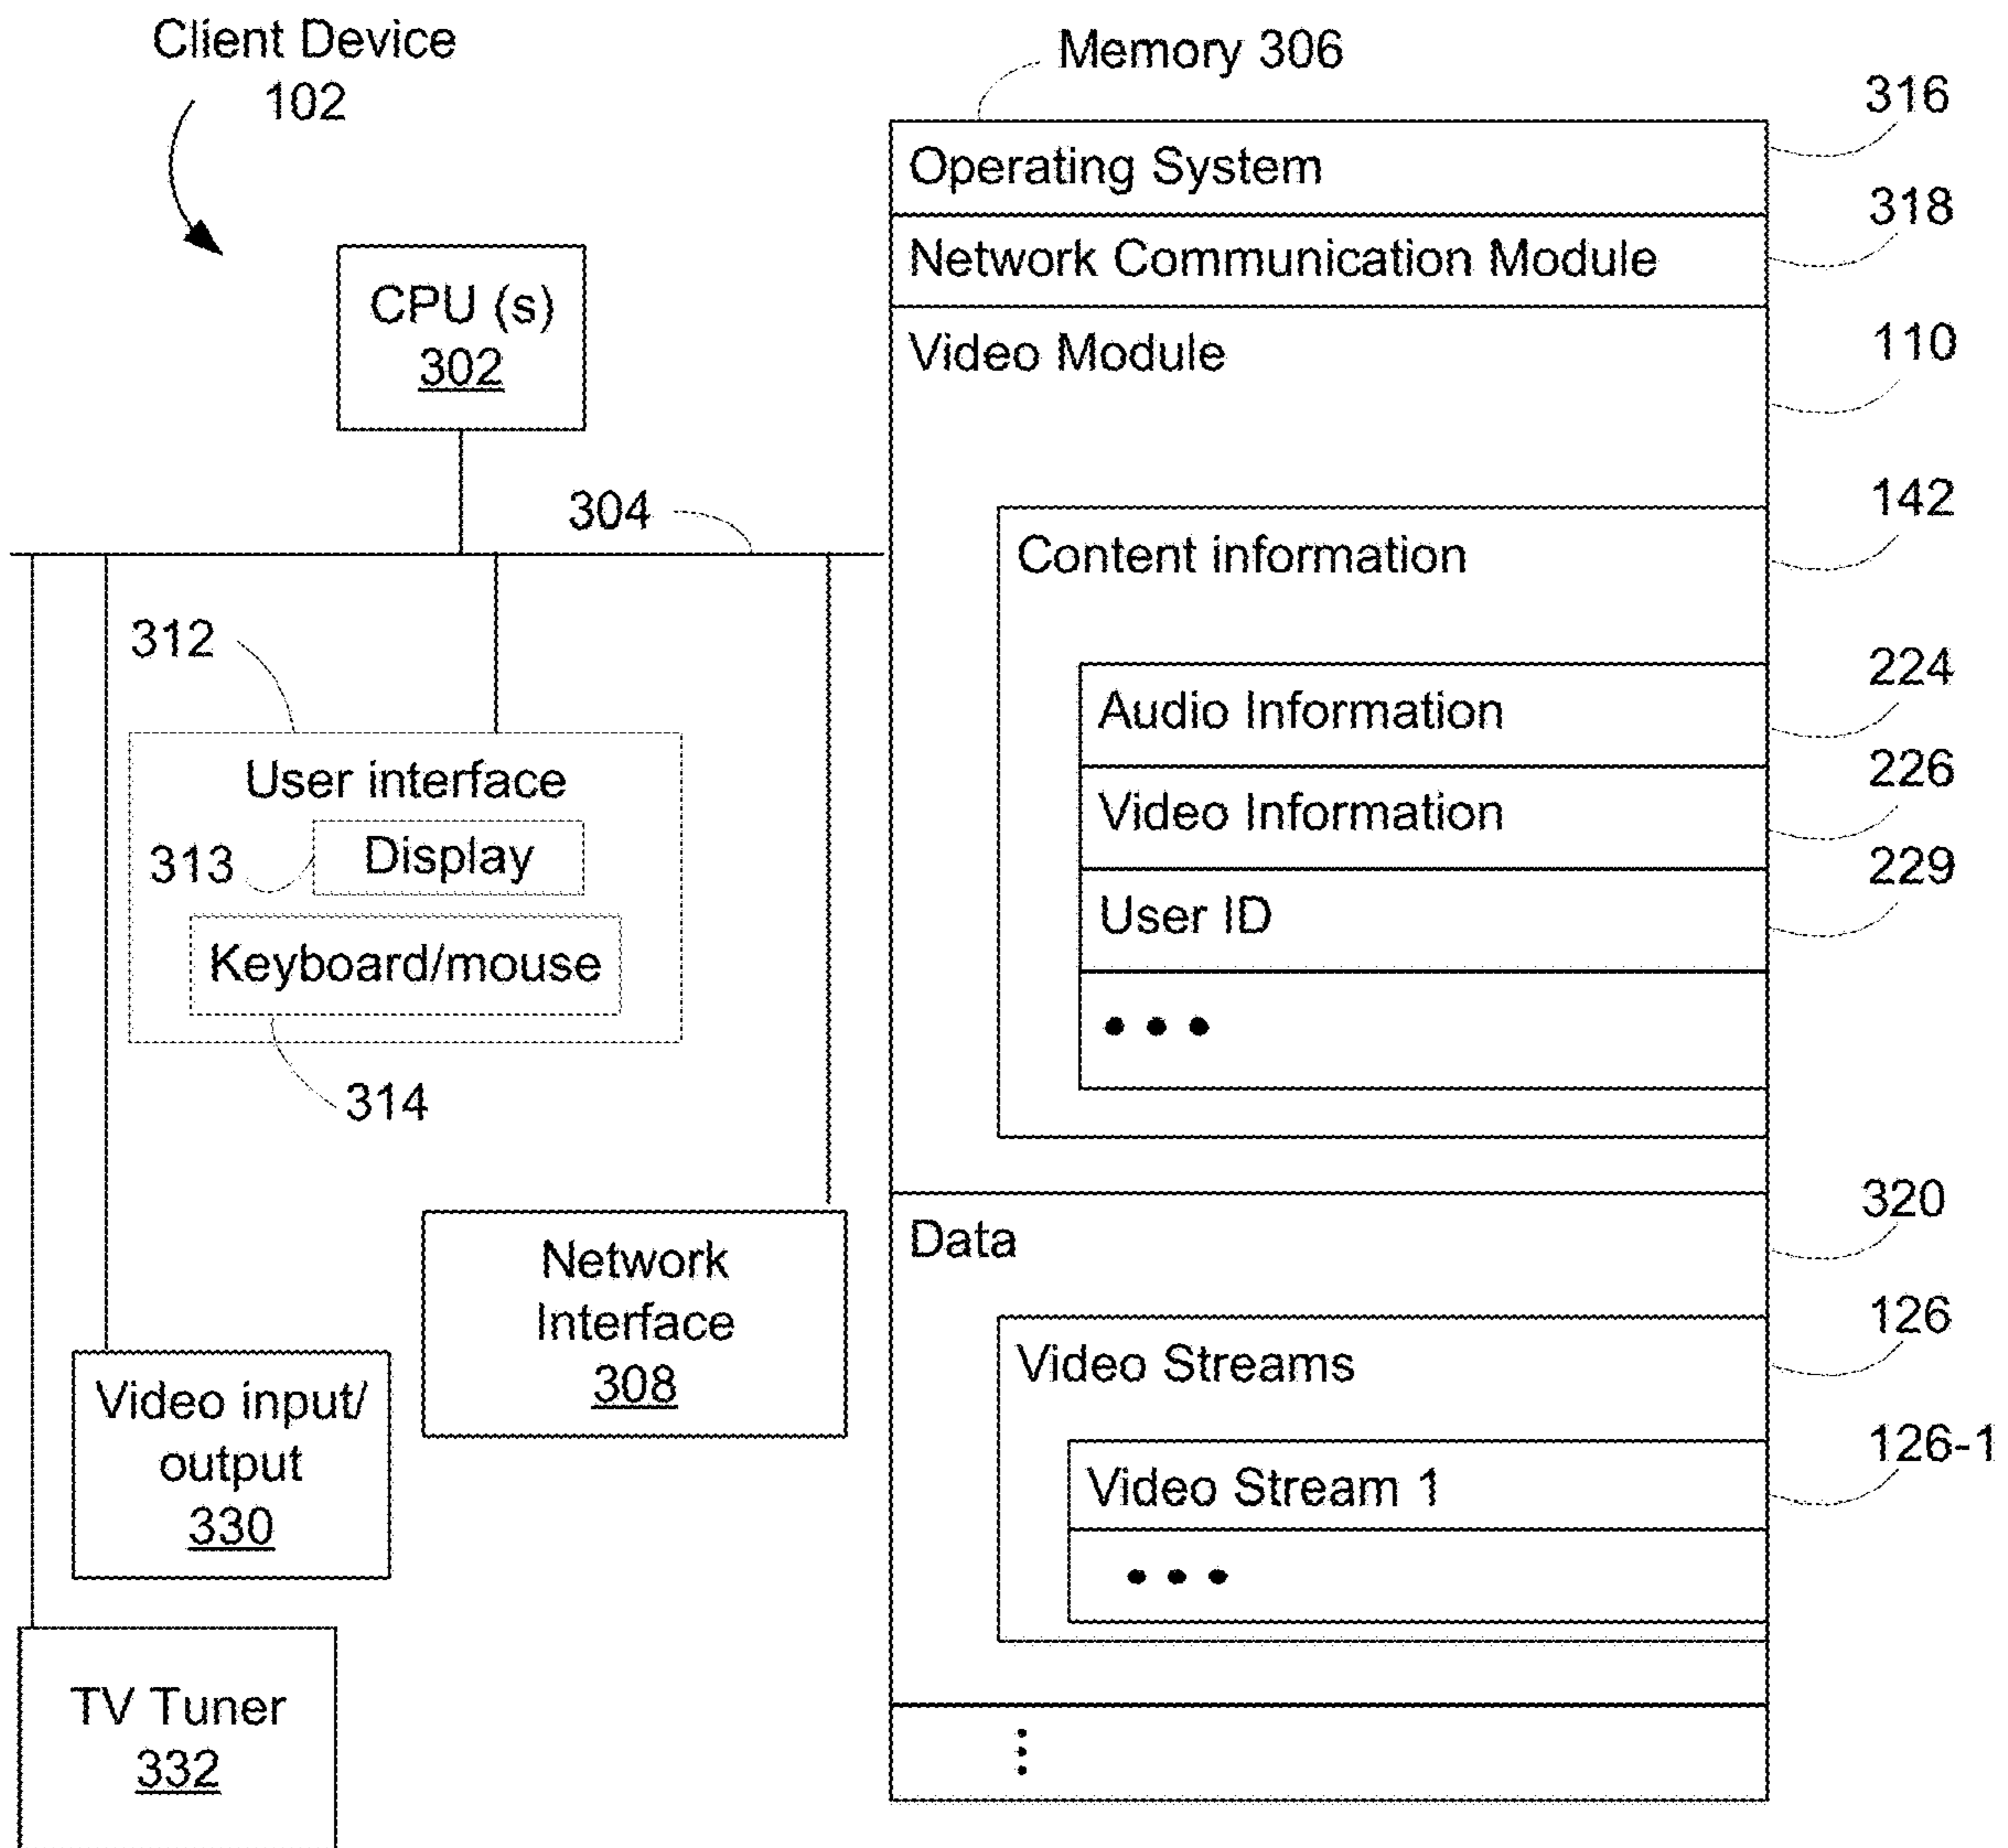 Client Device
102
CPU (s)
302
304
312
User interface
313
Display
Keyboard/mouse
314
Network
Interface
308
Video input/
output
330
TV Tuner
332
Memory 306
Operating System
316
Network Communication Module
318
Video Module
110
Content information
142
Audio Information
224
Video Information
226
User ID
229
• • •
Data
320
Video Streams
126
Video Stream 1
126-1
• • •
⋮